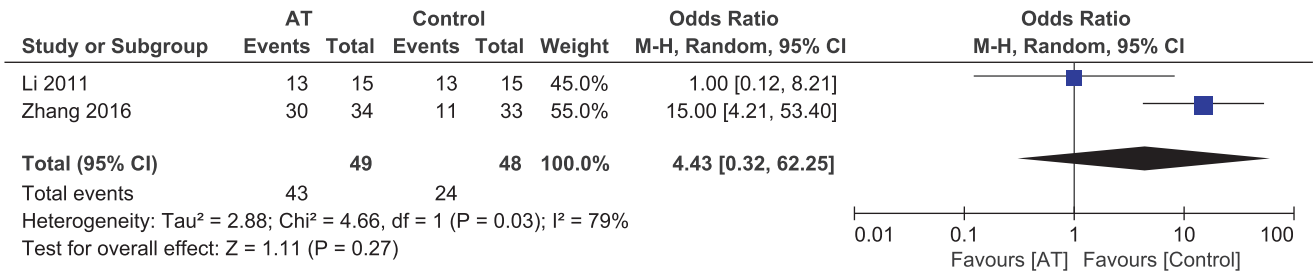 AT Control Odds Ratio Odds Ratio
Study or Subgroup Events Total Events Total Weight M-H, Random, 95% CI M-H, Random, 95% CI
Li 2011 13 15 13 15 45.0% 1.00 [0.12, 8.21]
Zhang 2016 30 34 11 33 55.0% 15.00 [4.21, 53.40]
Total (95% CI) 49 48 100.0% 4.43 [0.32, 62.25]
Total events 43 24
Heterogeneity: Tau² = 2.88; Chi² = 4.66, df = 1 (P = 0.03); I² = 79%
Test for overall effect: Z = 1.11 (P = 0.27)
0.01 0.1 1 10 100
Favours [AT] Favours [Control]